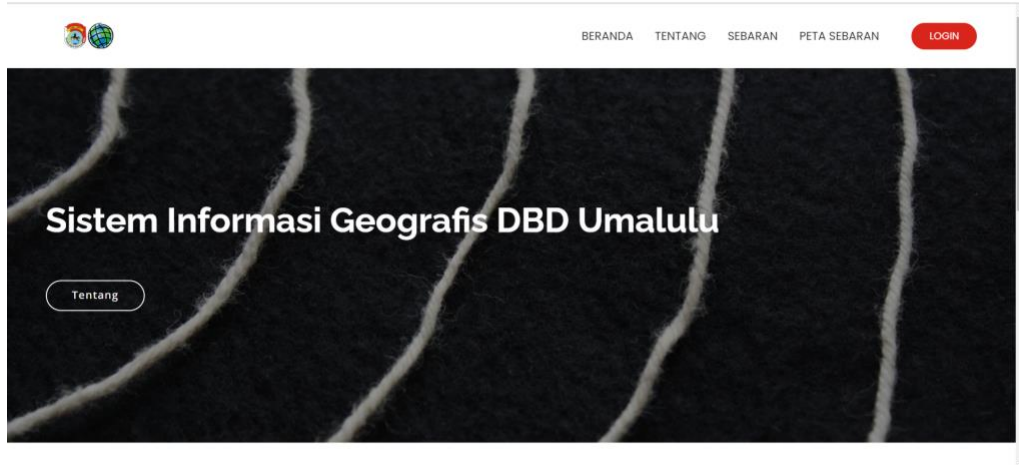 BERANDA TENTANG SEBARAN PETA SEBARAN LOGIN
Sistem Informasi Geografis DBD Umalulu
Tentang